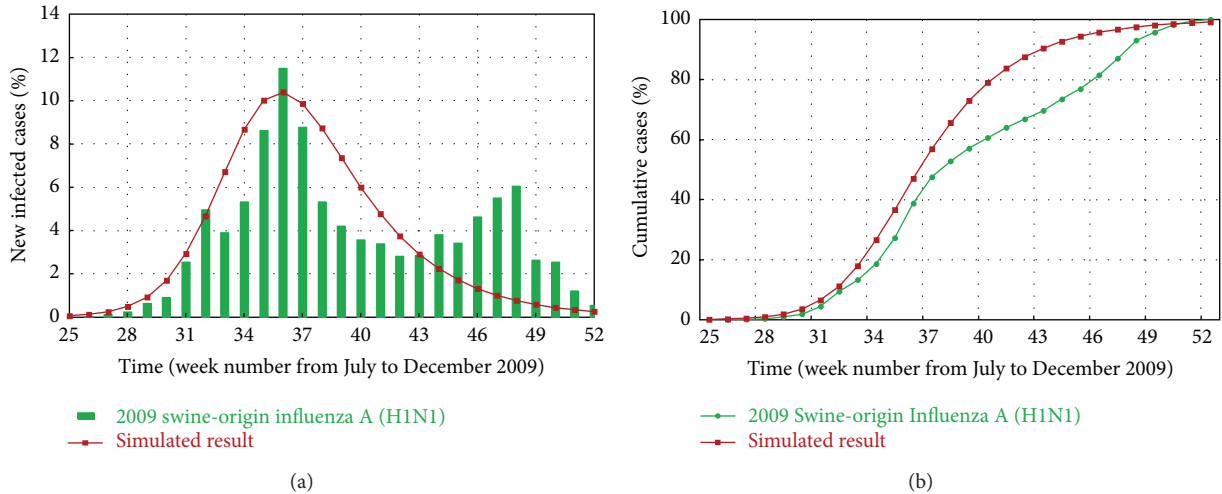 New infected cases (%)
14
12
10
8
6
4
2
0
25 28 31 34 37 40 43 46 49 52
Time (week number from July to December 2009)
2009 swine-origin influenza A (H1N1)
Simulated result
(a)
Cumulative cases (%)
100
80
60
40
20
0
25 28 31 34 37 40 43 46 49 52
Time (week number from July to December 2009)
2009 Swine-origin Influenza A (H1N1)
Simulated result
(b)